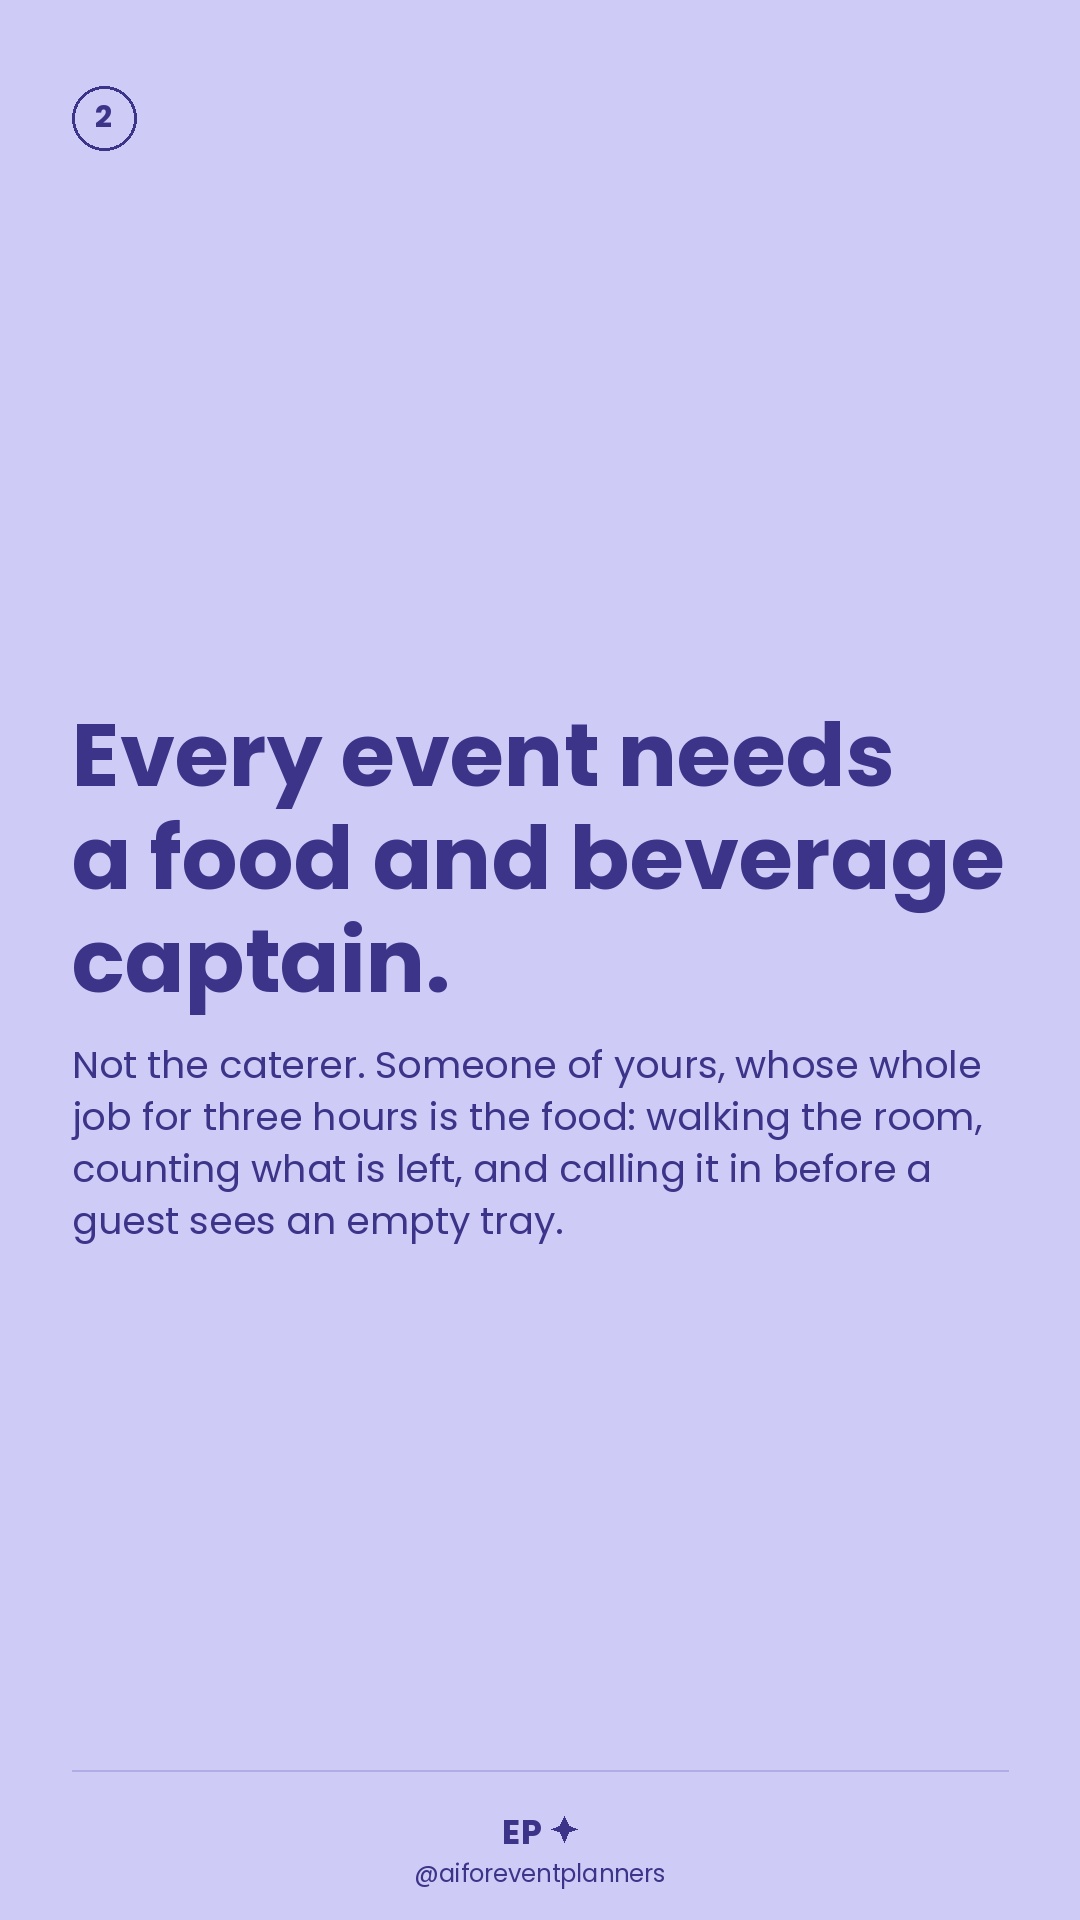 2
Every event needs
a food and beverage
captain.
Not the caterer. Someone of yours, whose whole
job for three hours is the food: walking the room,
counting what is left, and calling it in before a
guest sees an empty tray.
EP
@aiforeventplanners